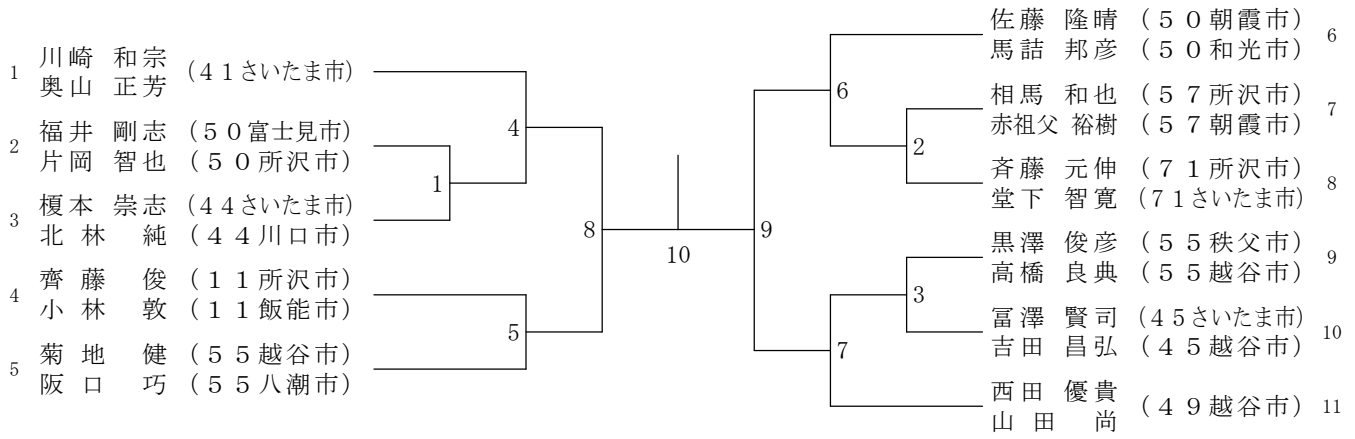 1 川崎 和宗 (４１さいたま市)
奥山 正芳
2 福井 剛志 (５０富士見市)
片岡 智也 (５０所沢市)
3 榎本 崇志 (４４さいたま市)
北林 純 (４４川口市)
4 齊藤 俊 (１１所沢市)
小林 敦 (１１飯能市)
5 菊地 健 (５５越谷市)
阪口 巧 (５５八潮市)
1
4
5
8
10
9
6
2
3
7
佐藤 隆晴 (５０朝霞市) 6
馬詰 邦彦 (５０和光市)
相馬 和也 (５７所沢市) 7
赤祖父 裕樹 (５７朝霞市)
斉藤 元伸 (７１所沢市) 8
堂下 智寛 (７１さいたま市)
黒澤 俊彦 (５５秩父市) 9
高橋 良典 (５５越谷市)
冨澤 賢司 (４５さいたま市) 10
吉田 昌弘 (４５越谷市)
西田 優貴 (４９越谷市) 11
山田 尚